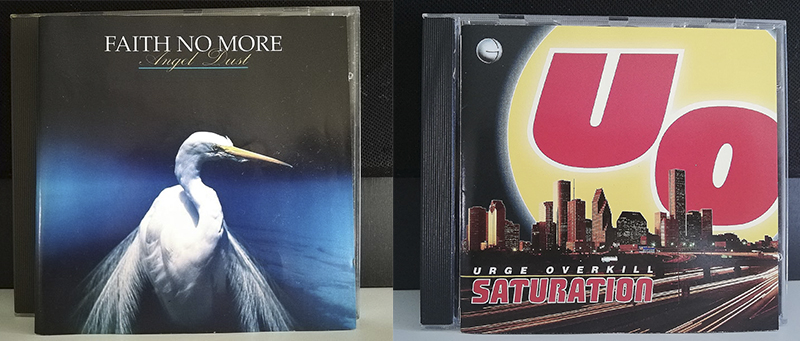 FAITH NO MORE
Angel Dust
UO
URGE OVERKILL
SATURATION